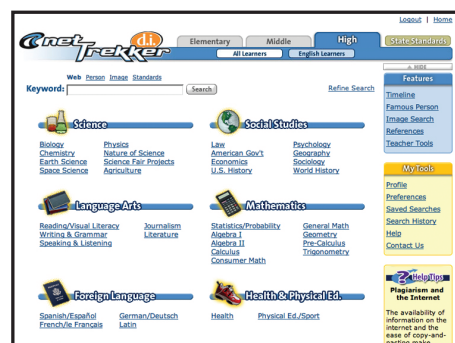 Logout | Home
netTrekker d.i.
Elementary Middle High State Standards
All Learners English Learners
HIDE
Web Person Image Standards
Keyword: Search Refine Search
Features
Timeline
Famous Person
Image Search
References
Teacher Tools
Science
Biology Physics
Chemistry Nature of Science
Earth Science Science Fair Projects
Space Science Agriculture
Social Studies
Law Psychology
American Gov't Geography
Economics Sociology
U.S. History World History
My Tools
Profile
Preferences
Saved Searches
Search History
Help
Contact Us
Language Arts
Reading/Visual Literacy Journalism
Writing & Grammar Literature
Speaking & Listening
Mathematics
Statistics/Probability General Math
Algebra I Geometry
Algebra II Pre-Calculus
Calculus Trigonometry
Consumer Math
Foreign Language
Spanish/Español German/Deutsch
French/le Français Latin
Health & Physical Ed.
Health Physical Ed./Sport
Help Tips
Plagiarism and
the Internet
The availability of
information on the
internet and the
ease of copy-and-
pasting make